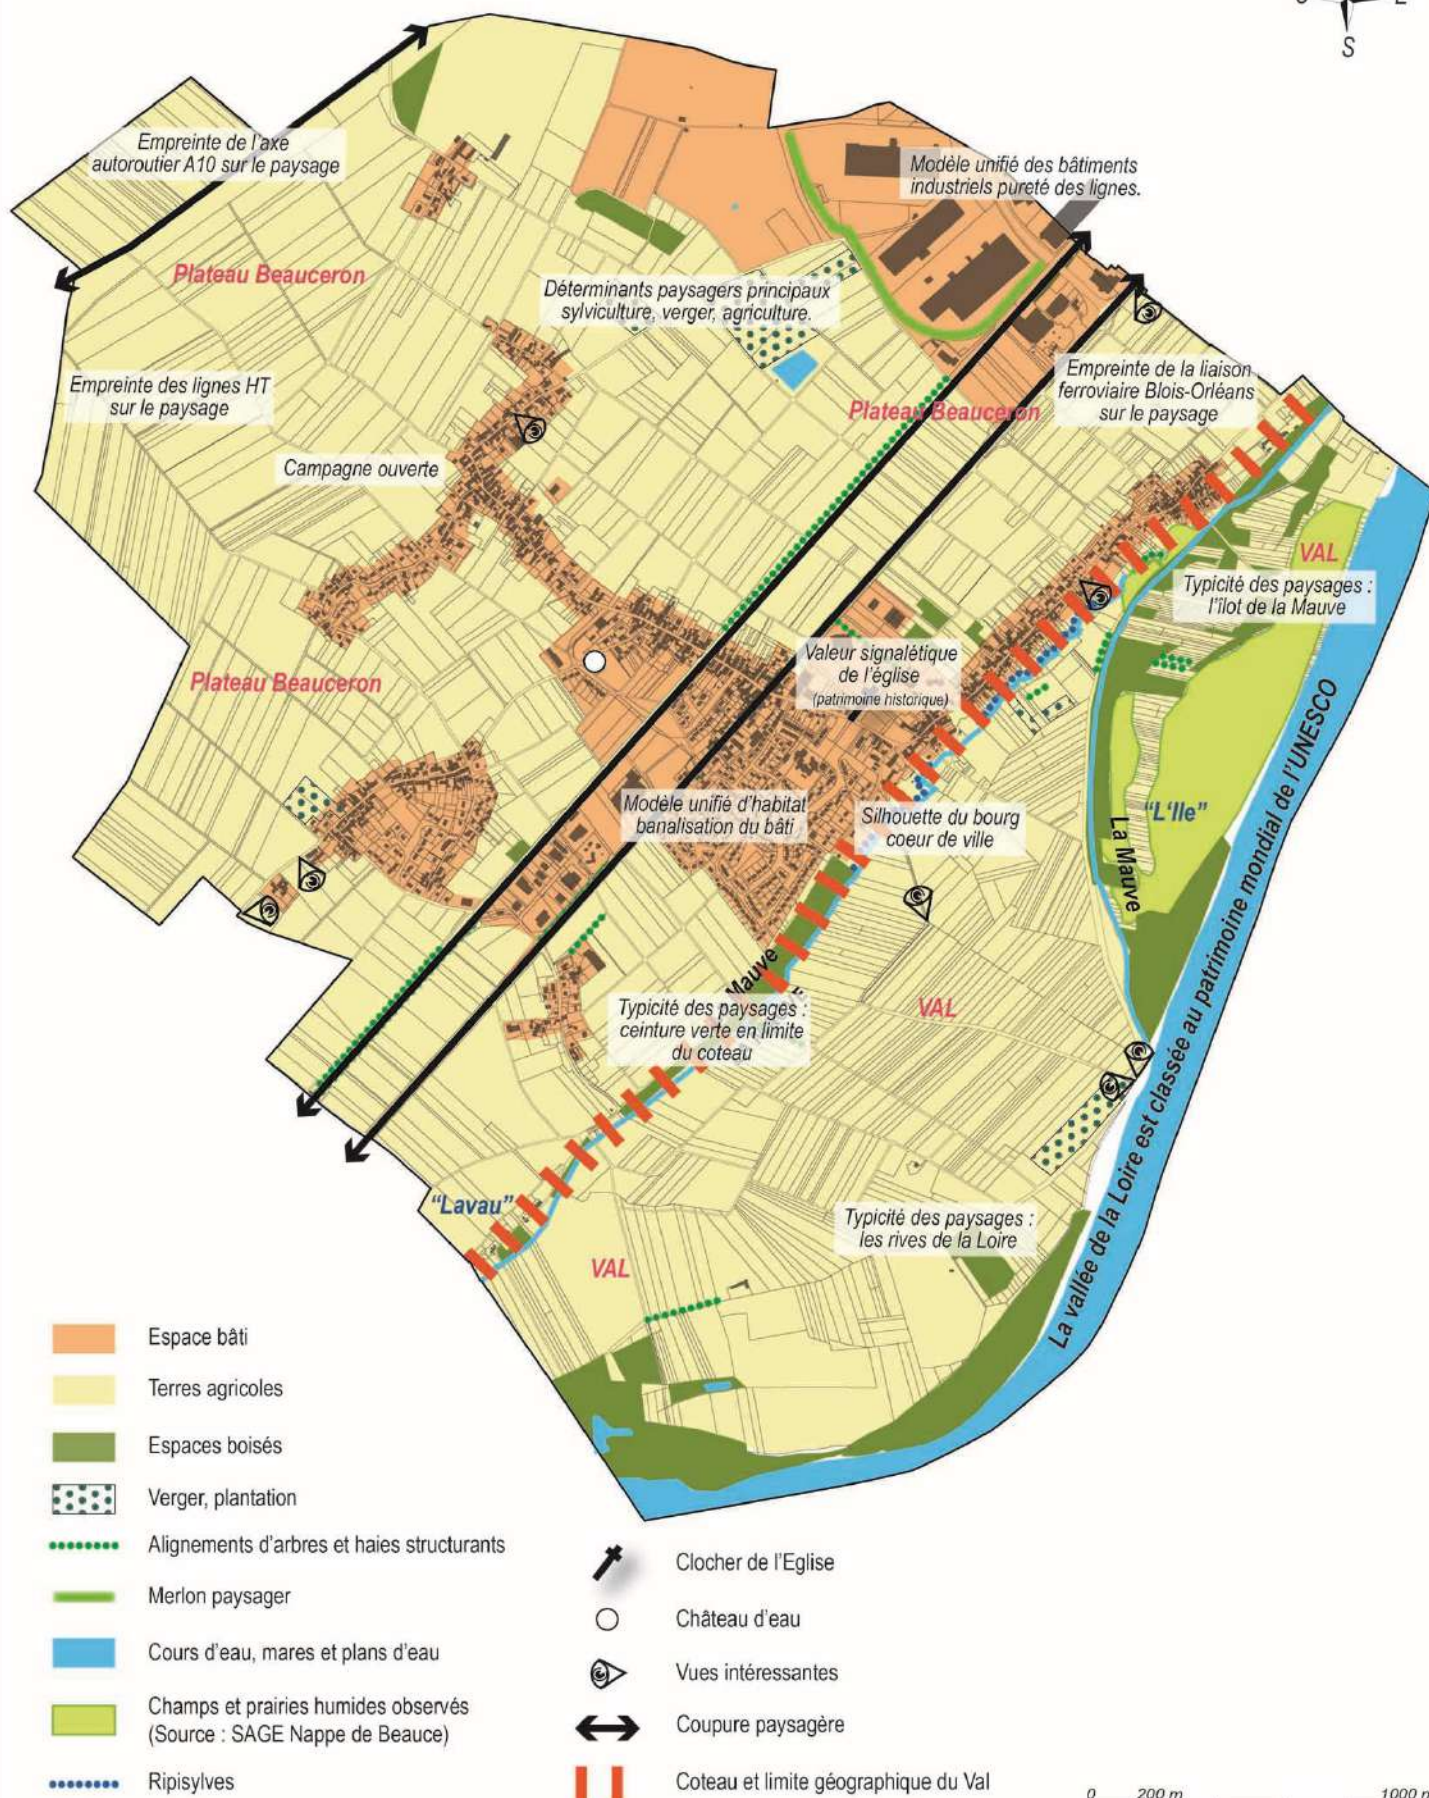 E
S
Empreinte de l'axe
autoroutier A10 sur le paysage
Modèle unifié des bâtiments
industriels pureté des lignes.
Plateau Beauceron
Déterminants paysagers principaux
sylviculture, verger, agriculture.
Empreinte des lignes HT
sur le paysage
Empreinte de la liaison
ferroviaire Blois-Orléans
sur le paysage
Plateau Beauceron
Campagne ouverte
VAL
Typicité des paysages :
l'îlot de la Mauve
Valeur signalétique
de l'église
(patrimoine historique)
Plateau Beauceron
Modèle unifié d'habitat
banalisation du bâti
Silhouette du bourg
coeur de ville
"L'Ile"
La Mauve
La vallée de la Loire est classée au patrimoine mondial de l'UNESCO
Mauve
Typicité des paysages :
ceinture verte en limite
du coteau
VAL
"Lavau"
Typicité des paysages :
les rives de la Loire
VAL
Espace bâti
Terres agricoles
Espaces boisés
Verger, plantation
Alignements d'arbres et haies structurants
Merlon paysager
Cours d'eau, mares et plans d'eau
Champs et prairies humides observés
(Source : SAGE Nappe de Beauce)
Ripisylves
Clocher de l'Eglise
Château d'eau
Vues intéressantes
Coupure paysagère
Coteau et limite géographique du Val
0 200 m 1000 m